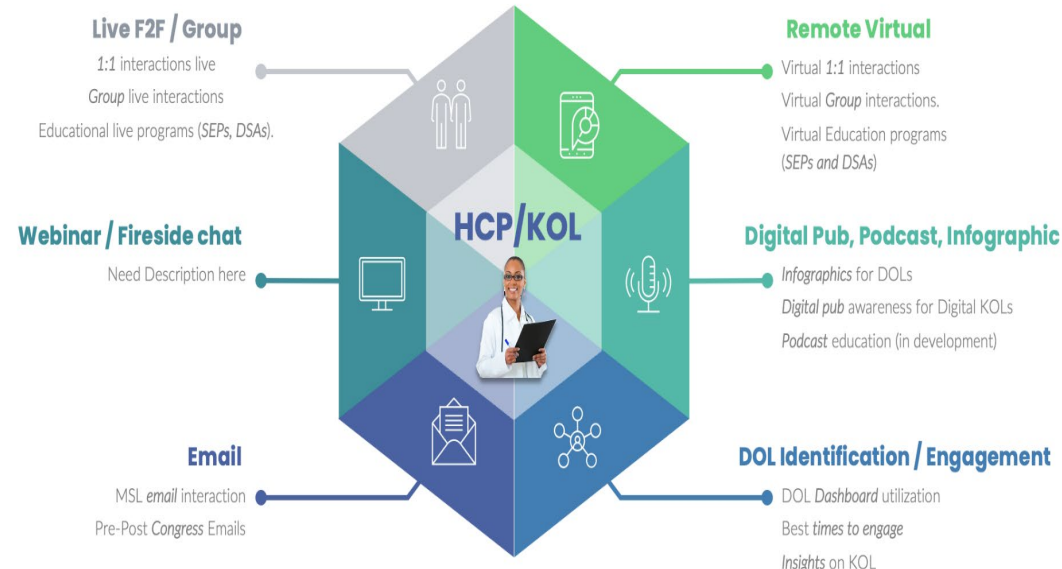 Live F2F / Group
1:1 interactions live
Group live interactions
Educational live programs (SEPs, DSAs).
Remote Virtual
Virtual 1:1 interactions
Virtual Group interactions.
Virtual Education programs
(SEPs and DSAs)
HCP/KOL
Webinar / Fireside chat
Need Description here
Digital Pub, Podcast, Infographic
Infographics for DOLs
Digital pub awareness for Digital KOLs
Podcast education (in development)
Email
MSL email interaction
Pre-Post Congress Emails
DOL Identification / Engagement
DOL Dashboard utilization
Best times to engage
Insights on KOL